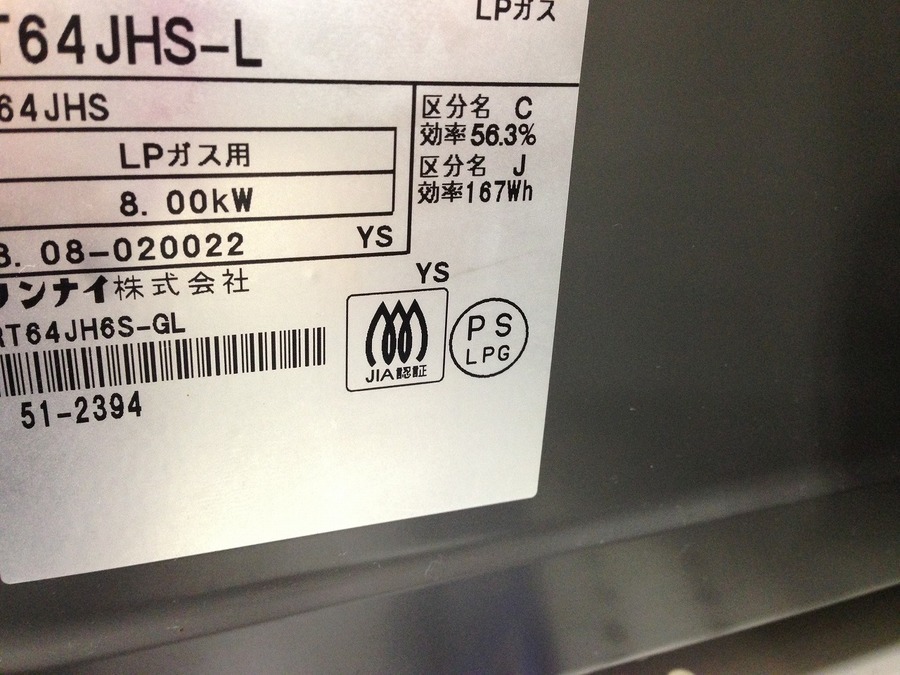 LPガス
T64JHS-L
64JHS
LPガス用
8.00kW
8.08-020022 YS
区分名 C
効率56.3%
区分名 J
効率167Wh
リンナイ株式会社
YS
RT64JH6S-GL
51-2394
JIA認証
PS
LPG